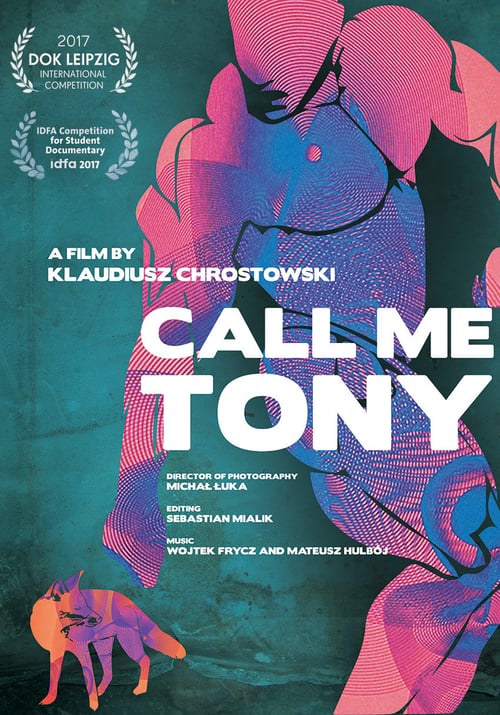 2017
DOK LEIPZIG
INTERNATIONAL
COMPETITION
IDFA Competition
for Student
Documentary
idfa 2017
A FILM BY
KLAUDIUSZ CHROSTOWSKI
CALL ME
TONY
DIRECTOR OF PHOTOGRAPHY
MICHAŁ ŁUKA
EDITING
SEBASTIAN MIALIK
MUSIC
WOJTEK FRYCZ AND MATEUSZ HULBÓJ